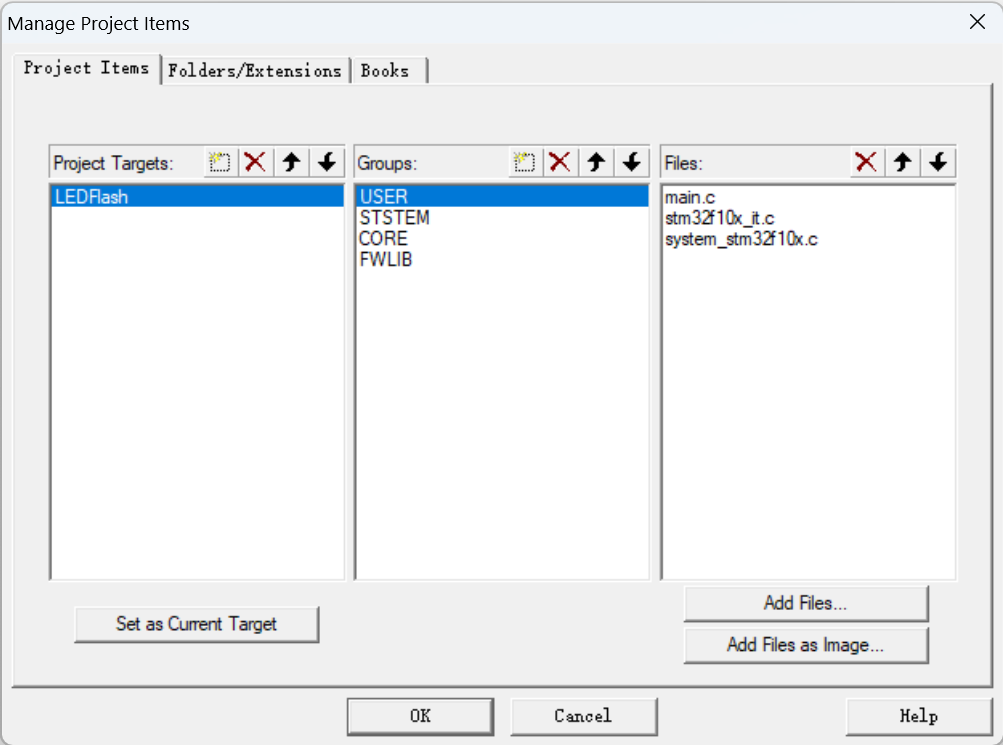 Manage Project Items
Project Items Folders/Extensions Books
Project Targets: Groups: Files:
LEDFlash USER main.c
STSTEM stm32f10x_it.c
CORE system_stm32f10x.c
FWLIB
Add Files...
Set as Current Target
Add Files as Image...
OK Cancel Help